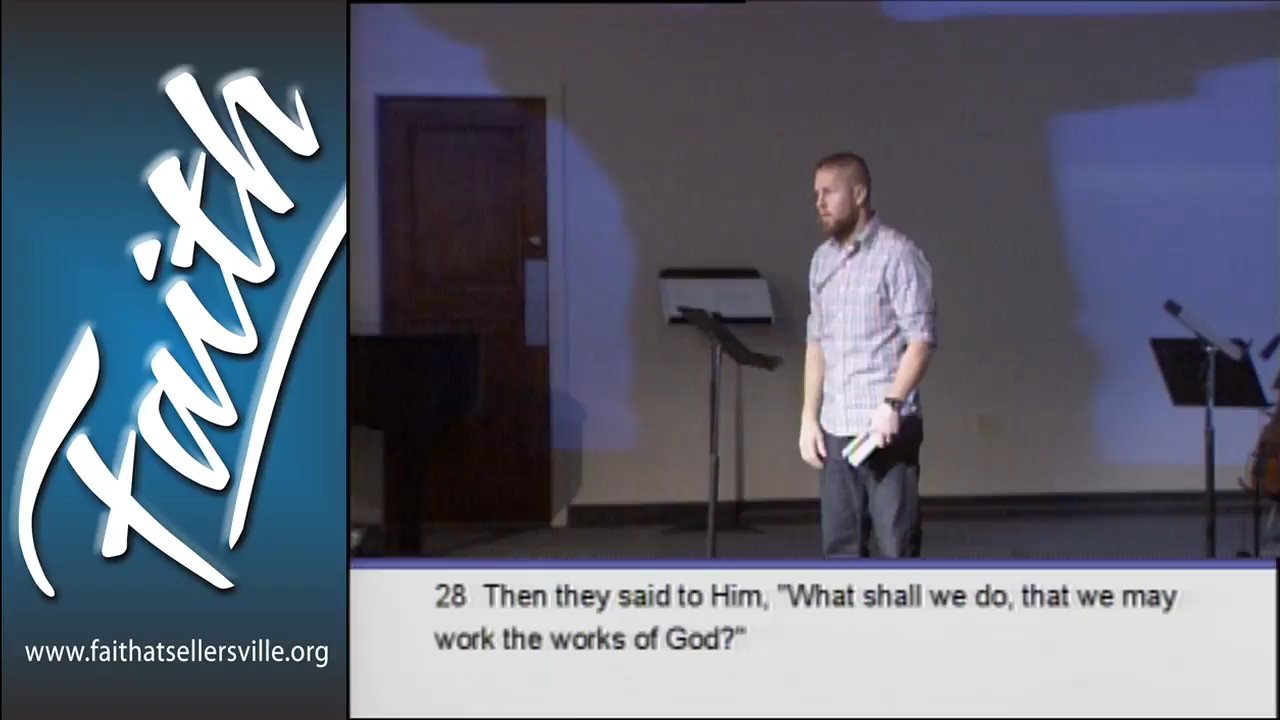 Faith
www.faithatsellersville.org
28 Then they said to Him, "What shall we do, that we may
work the works of God?"